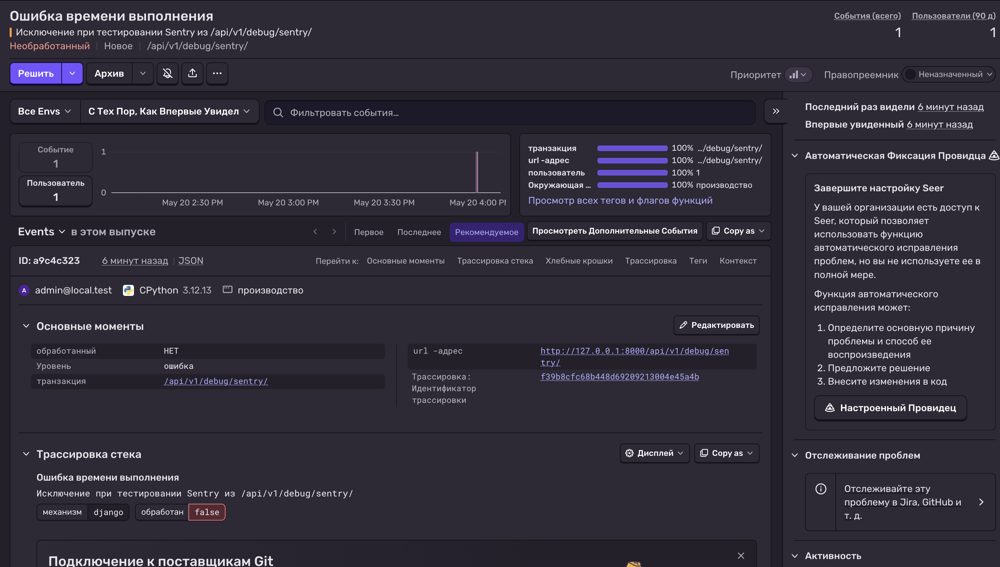 Ошибка времени выполнения
Исключение при тестировании Sentry из /api/v1/debug/sentry/
Необработанный Новое /api/v1/debug/sentry/
События (всего) Пользователи (90 д)
1 1
Решить Архив
Приоритет Правопреемник Неназначенный
Все Envs С Тех Пор, Как Впервые Увидел Фильтровать события...
Событие
1
Пользователь
1
1
0
May 20 2:30 PM May 20 3:00 PM May 20 3:30 PM May 20 4:00 PM
транзакция 100% .../debug/sentry/
url -адрес 100% .../debug/sentry/
пользователь 100% 1
Окружающая ... 100% производство
Просмотр всех тегов и флагов функций
Events в этом выпуске
Первое Последнее Рекомендуемое Просмотреть Дополнительные События Copy as
ID: a9c4c323 6 минут назад JSON
Перейти к: Основные моменты Трассировка стека Хлебные крошки Трассировка Теги Контекст
A admin@local.test CPython 3.12.13 производство
Основные моменты
Редактировать
обработанный НЕТ
Уровень ошибка
транзакция /api/v1/debug/sentry/
url -адрес http://127.0.0.1:8000/api/v1/debug/sen
try/
Трассировка: f39b8cfc68b448d69209213004e45a4b
Идентификатор
трассировки
Трассировка стека
Дисплей Copy as
Ошибка времени выполнения
Исключение при тестировании Sentry из /api/v1/debug/sentry/
механизм django обработан false
Подключение к поставщикам Git
Последний раз видели 6 минут назад
Впервые увиденный 6 минут назад
Автоматическая Фиксация Провидца
Завершите настройку Seer
У вашей организации есть доступ к
Seer, который позволяет
использовать функцию
автоматического исправления
проблем, но вы не используете ее в
полной мере.
Функция автоматического
исправления может:
1. Определите основную причину
проблемы и способ ее
воспроизведения
2. Предложите решение
3. Внесите изменения в код
Настроенный Провидец
Отслеживание проблем
Отслеживайте эту
проблему в Jira, GitHub и
т. д.
Активность